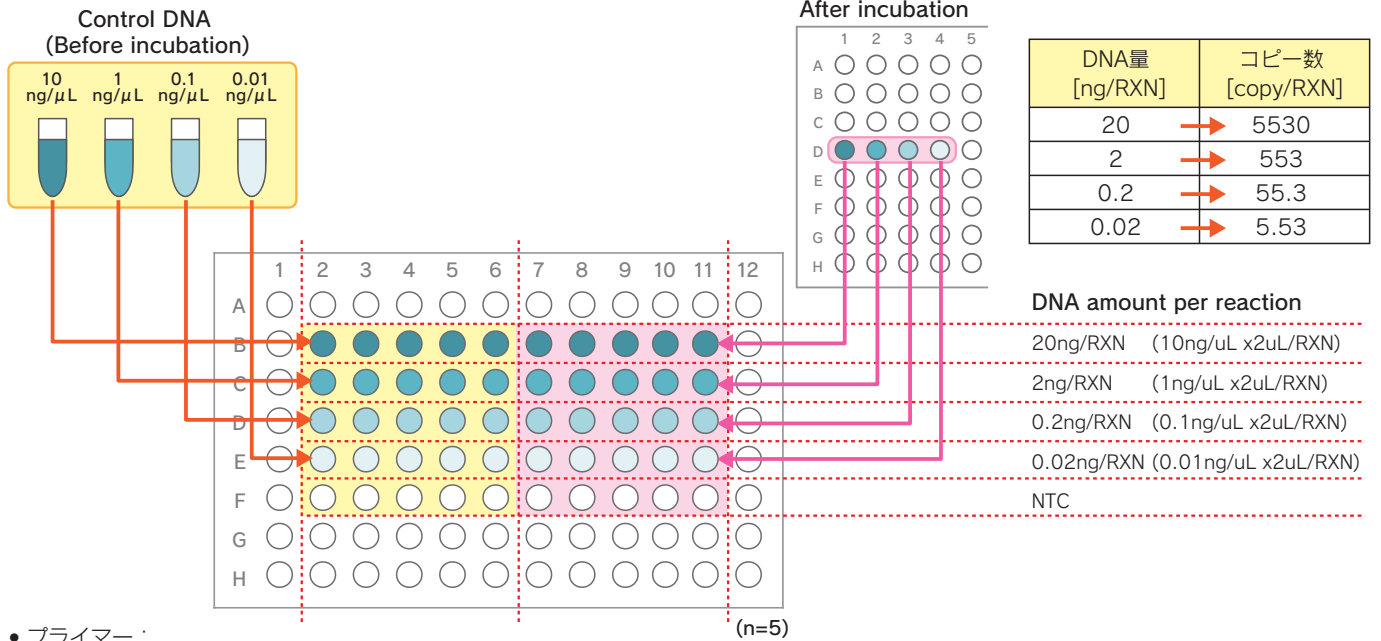 Control DNA
(Before incubation)
10 ng/μL 1 ng/μL 0.1 ng/μL 0.01 ng/μL
After incubation
1 2 3 4 5
A
B
C
D
E
F
G
H
DNA量 [ng/RXN] コピー数 [copy/RXN]
20 5530
2 553
0.2 55.3
0.02 5.53
1 2 3 4 5 6 7 8 9 10 11 12
A
B
C
D
E
F
G
H
DNA amount per reaction
20ng/RXN (10ng/uL x2uL/RXN)
2ng/RXN (1ng/uL x2uL/RXN)
0.2ng/RXN (0.1ng/uL x2uL/RXN)
0.02ng/RXN (0.01ng/uL x2uL/RXN)
NTC
(n=5)
• プライマー